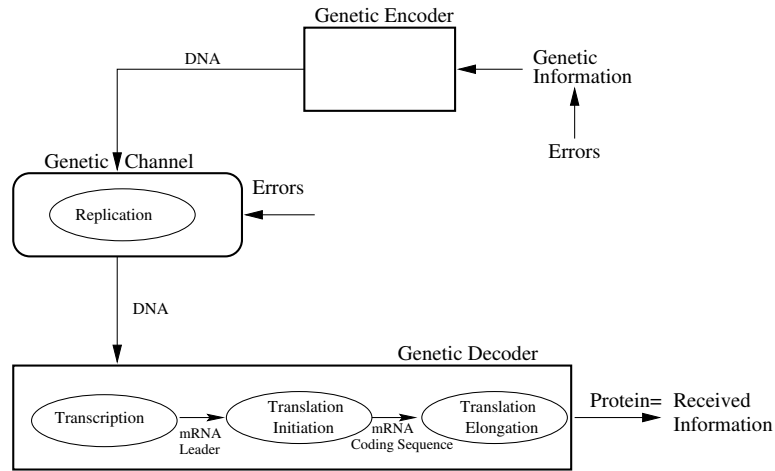 Genetic Encoder
DNA
Genetic
Information
Errors
Genetic Channel
Errors
Replication
DNA
Genetic Decoder
Transcription
mRNA
Leader
Translation
Initiation
mRNA
Coding Sequence
Translation
Elongation
Protein= Received
Information